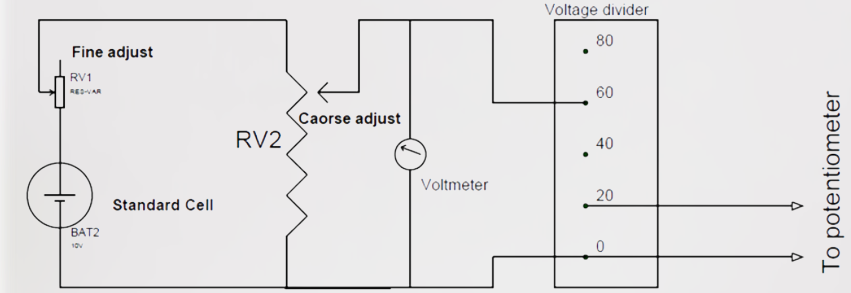 Voltage divider
80
Fine adjust
RV1
RES-VAR
60
Caorse adjust
RV2
40
Voltmeter
20
Standard Cell
BAT2
10V
0
To potentiometer